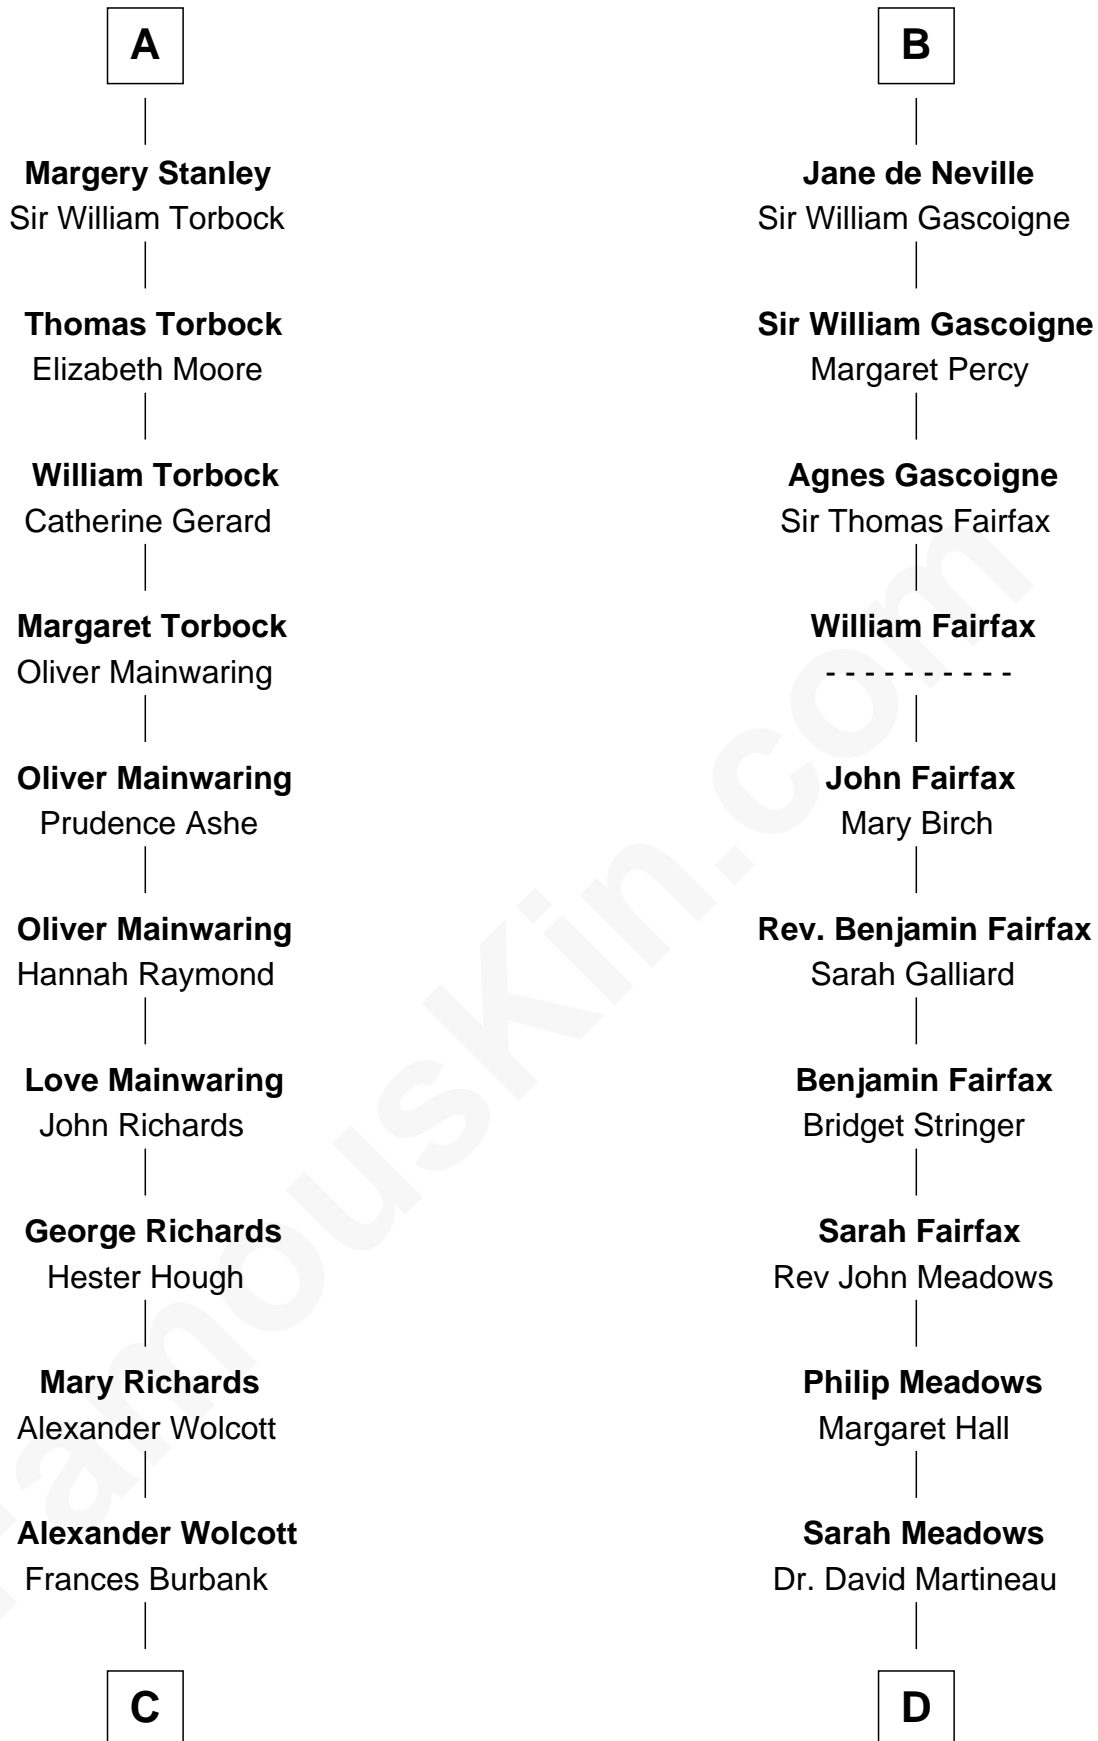 A
Margery Stanley
Sir William Torbock
Thomas Torbock
Elizabeth Moore
William Torbock
Catherine Gerard
Margaret Torbock
Oliver Mainwaring
Oliver Mainwaring
Prudence Ashe
Oliver Mainwaring
Hannah Raymond
Love Mainwaring
John Richards
George Richards
Hester Hough
Mary Richards
Alexander Wolcott
Alexander Wolcott
Frances Burbank
C
B
Jane de Neville
Sir William Gascoigne
Sir William Gascoigne
Margaret Percy
Agnes Gascoigne
Sir Thomas Fairfax
William Fairfax
- - - - - - - - - -
John Fairfax
Mary Birch
Rev. Benjamin Fairfax
Sarah Galliard
Benjamin Fairfax
Bridget Stringer
Sarah Fairfax
Rev John Meadows
Philip Meadows
Margaret Hall
Sarah Meadows
Dr. David Martineau
D
FamousKin.com